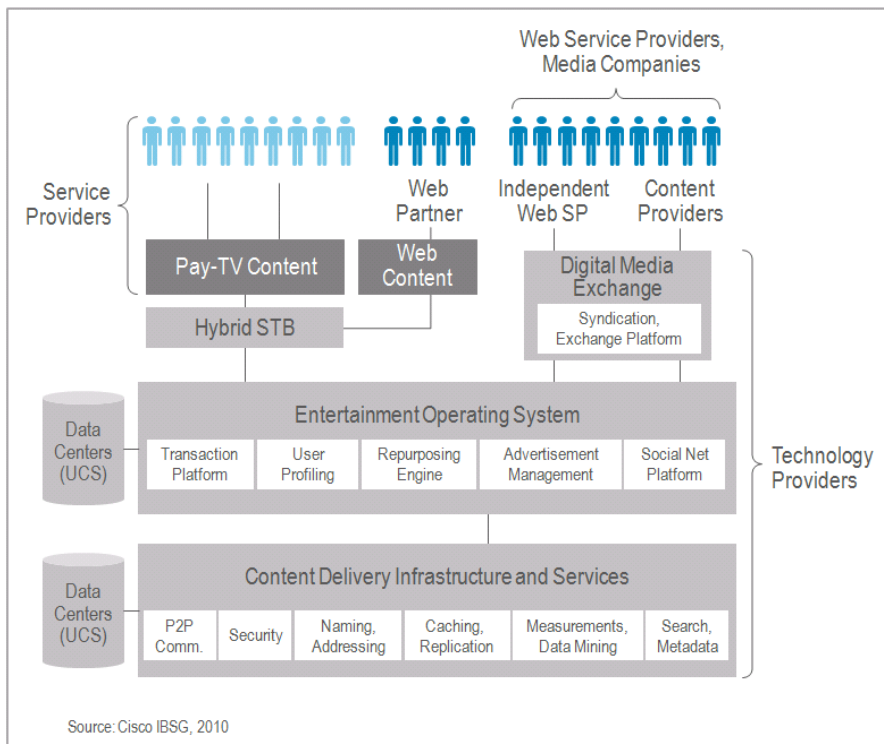 Web Service Providers,
Media Companies
Service
Providers
Web
Partner
Independent
Web SP
Content
Providers
Pay-TV Content
Web
Content
Digital Media
Exchange
Syndication,
Exchange Platform
Hybrid STB
Data
Centers
(UCS)
Entertainment Operating System
Transaction
Platform
User
Profiling
Repurposing
Engine
Advertisement
Management
Social Net
Platform
Technology
Providers
Data
Centers
(UCS)
Content Delivery Infrastructure and Services
P2P
Comm.
Security
Naming,
Addressing
Caching,
Replication
Measurements,
Data Mining
Search,
Metadata
Source: Cisco IBSG, 2010